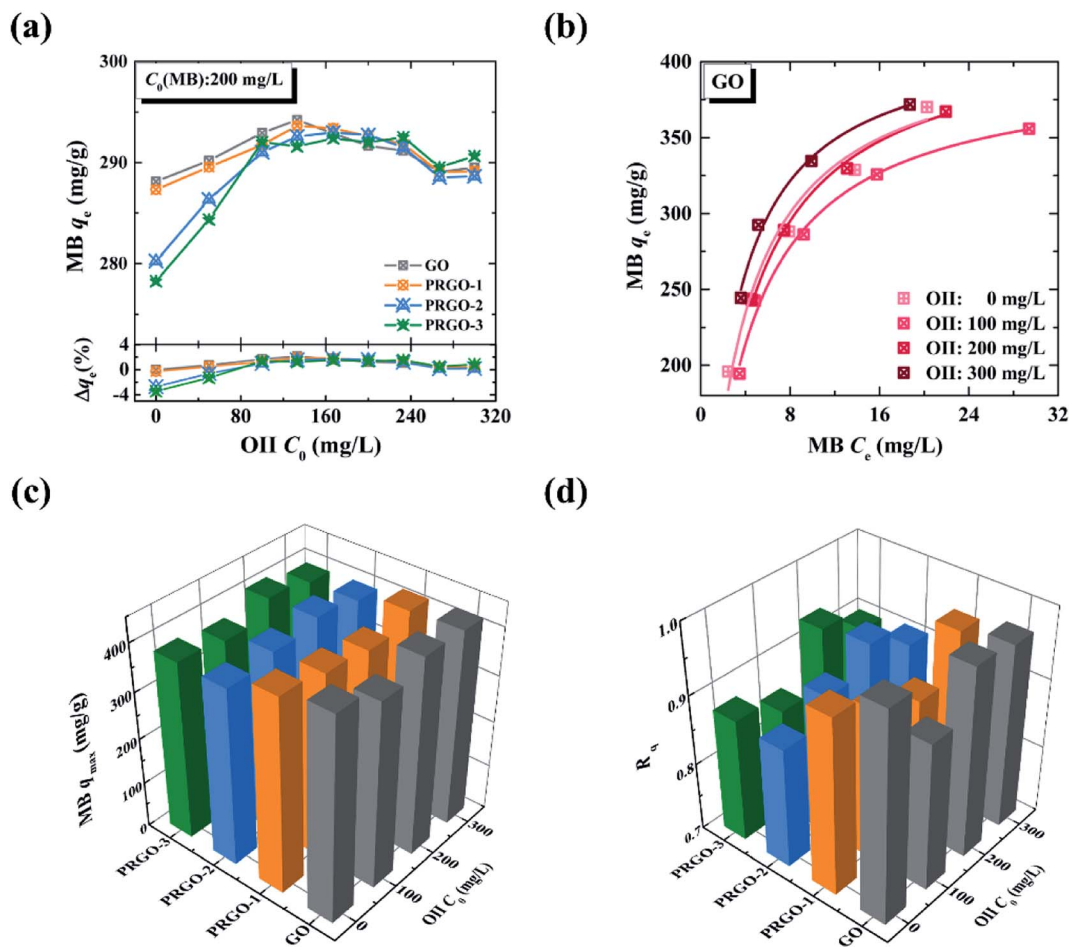 (a)
C₀(MB):200 mg/L
300
290
280
MB qₑ (mg/g)
GO
PRGO-1
PRGO-2
PRGO-3
4
0
-4
Δqₑ(%)
0 80 160 240 320
OII C₀ (mg/L)
(b)
GO
400
350
300
250
200
MB qₑ (mg/g)
OII: 0 mg/L
OII: 100 mg/L
OII: 200 mg/L
OII: 300 mg/L
0 8 16 24 32
MB Cₑ (mg/L)
(c)
400
300
200
100
0
MB qmax (mg/g)
PRGO-3
PRGO-2
PRGO-1
GO
0
100
200
300
OII C₀ (mg/L)
(d)
1.0
0.9
0.8
0.7
R q
PRGO-3
PRGO-2
PRGO-1
GO
0
100
200
300
OII C₀ (mg/L)